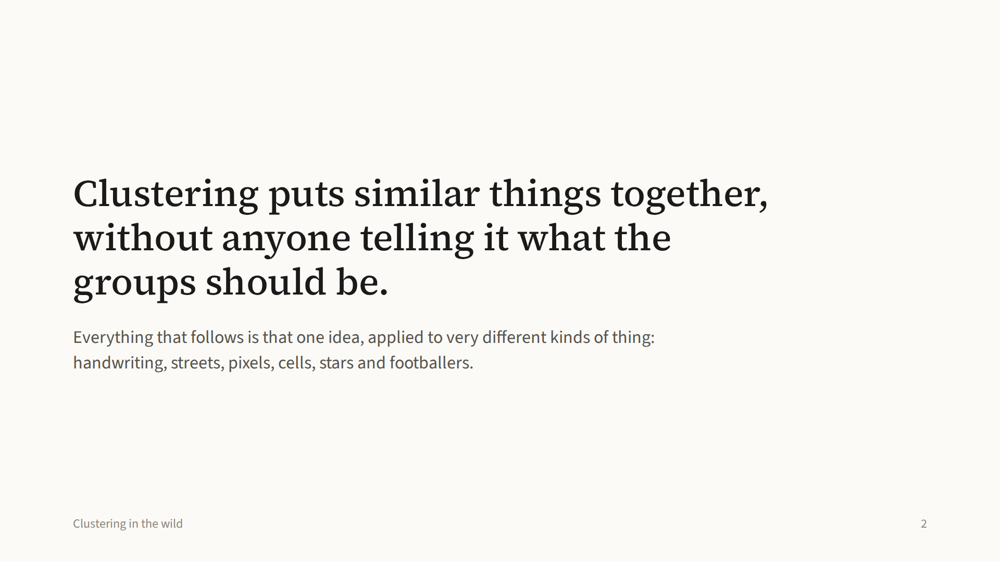 Clustering puts similar things together,
without anyone telling it what the
groups should be.
Everything that follows is that one idea, applied to very different kinds of thing:
handwriting, streets, pixels, cells, stars and footballers.
Clustering in the wild
2